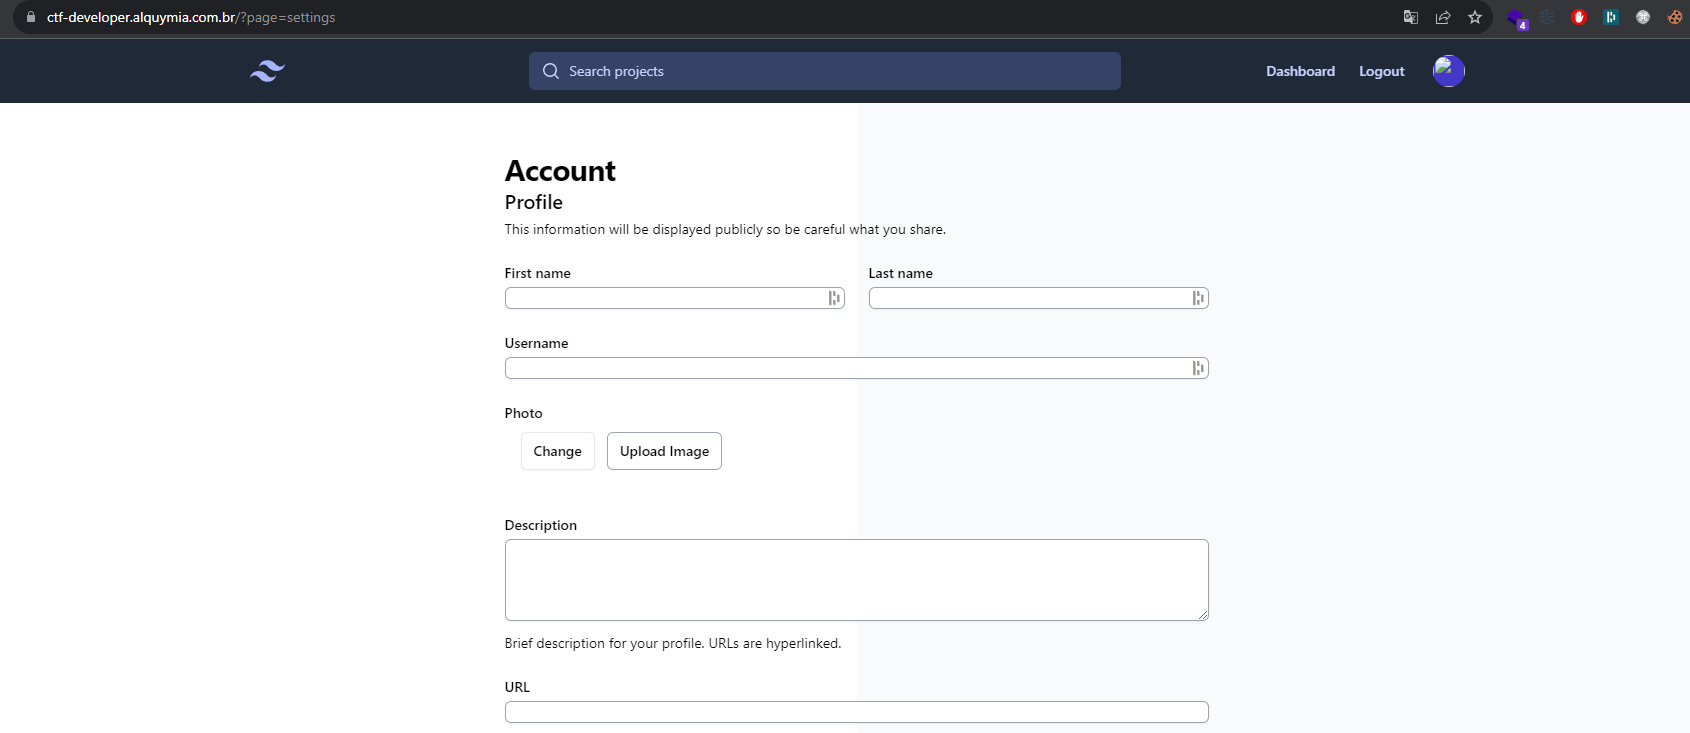 ctf-developer.alquymia.com.br/?page=settings
4
Search projects
Dashboard
Logout
Account
Profile
This information will be displayed publicly so be careful what you share.
First name
Last name
Username
Photo
Change
Upload Image
Description
Brief description for your profile. URLs are hyperlinked.
URL